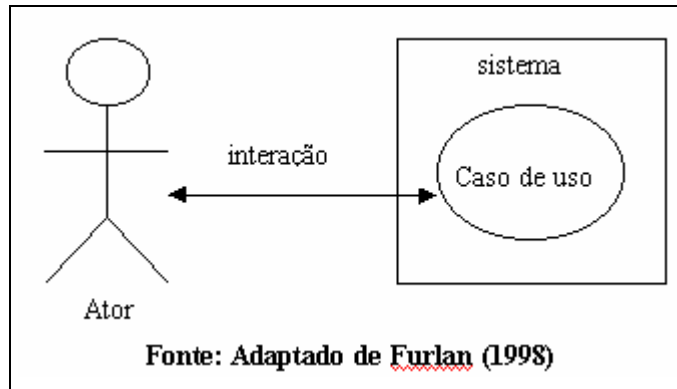 sistema
interação
Caso de uso
Ator
Fonte: Adaptado de Furlan (1998)